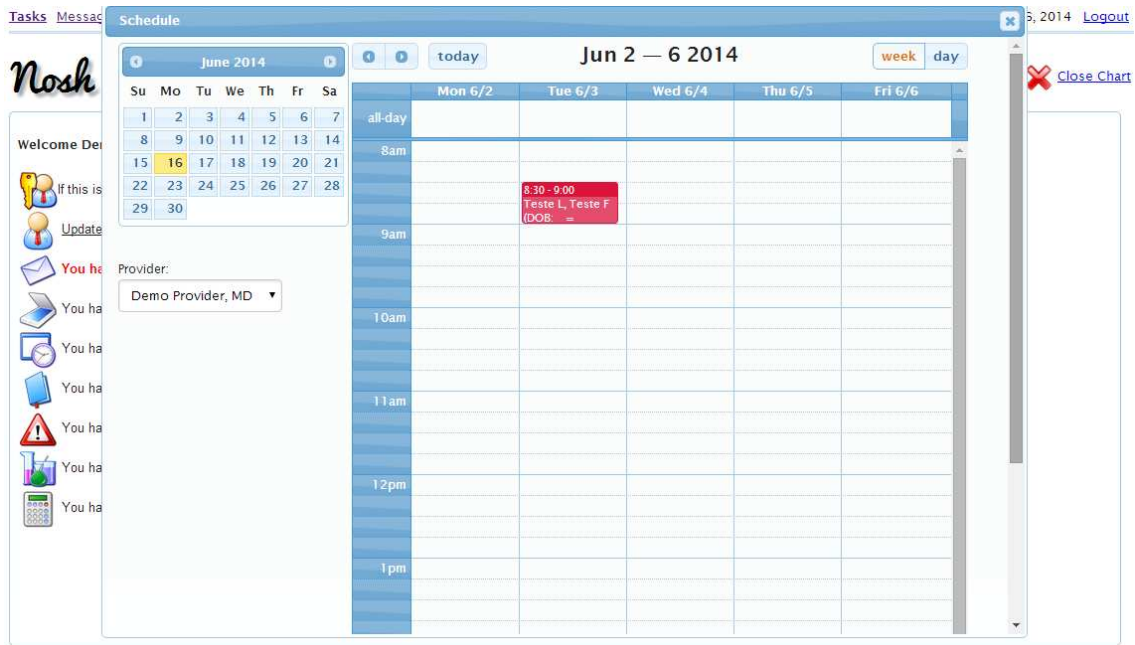 Tasks Messag
Schedule
6, 2014 Logout
Nosh
Close Chart
June 2014
Su Mo Tu We Th Fr Sa
1 2 3 4 5 6 7
8 9 10 11 12 13 14
15 16 17 18 19 20 21
22 23 24 25 26 27 28
29 30
Provider:
Demo Provider, MD
today
Jun 2 — 6 2014
week day
Mon 6/2 Tue 6/3 Wed 6/4 Thu 6/5 Fri 6/6
all-day
8am
8:30 - 9:00
Teste L, Teste F
(DOB:
9am
10am
11am
12pm
1pm
Welcome De
If this is
Update
You ha
You ha
You ha
You ha
You ha
You ha
You ha